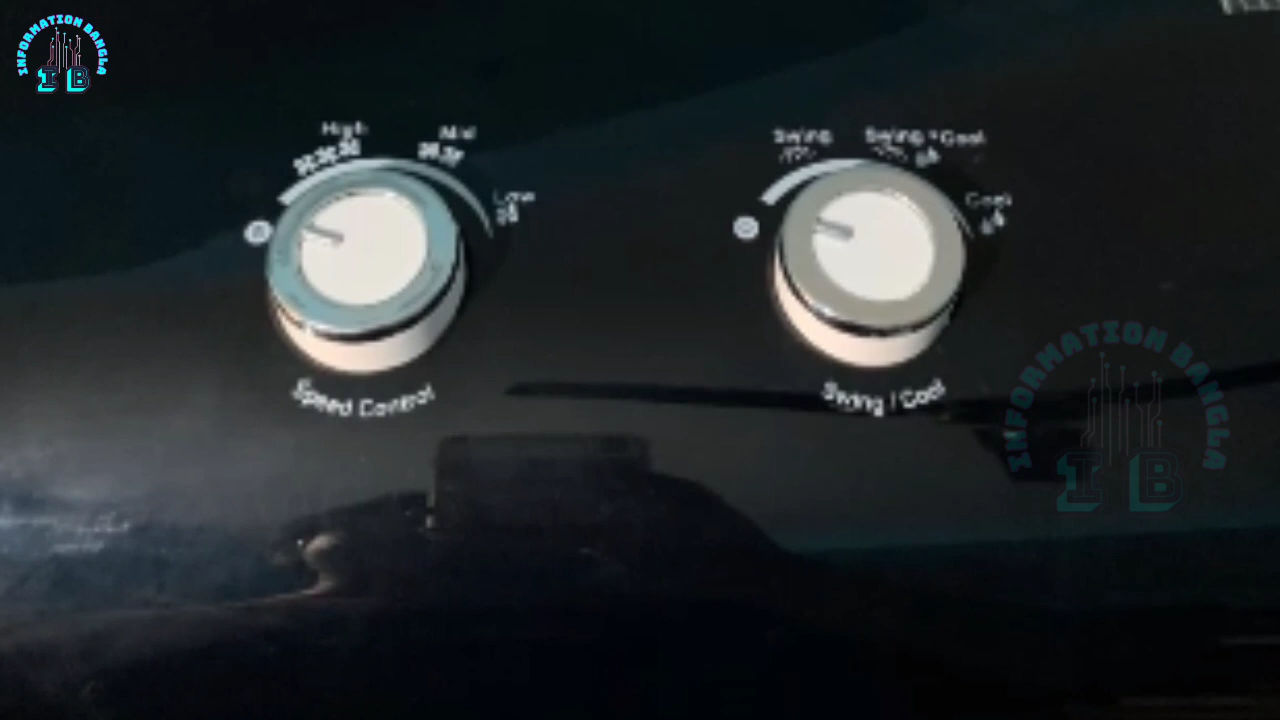 INFORMATION BANGLA
IB
High
Mid
Low
Speed Control
Swing
Swing+Cool
Cool
Swing / Cool
INFORMATION BANGLA
IB